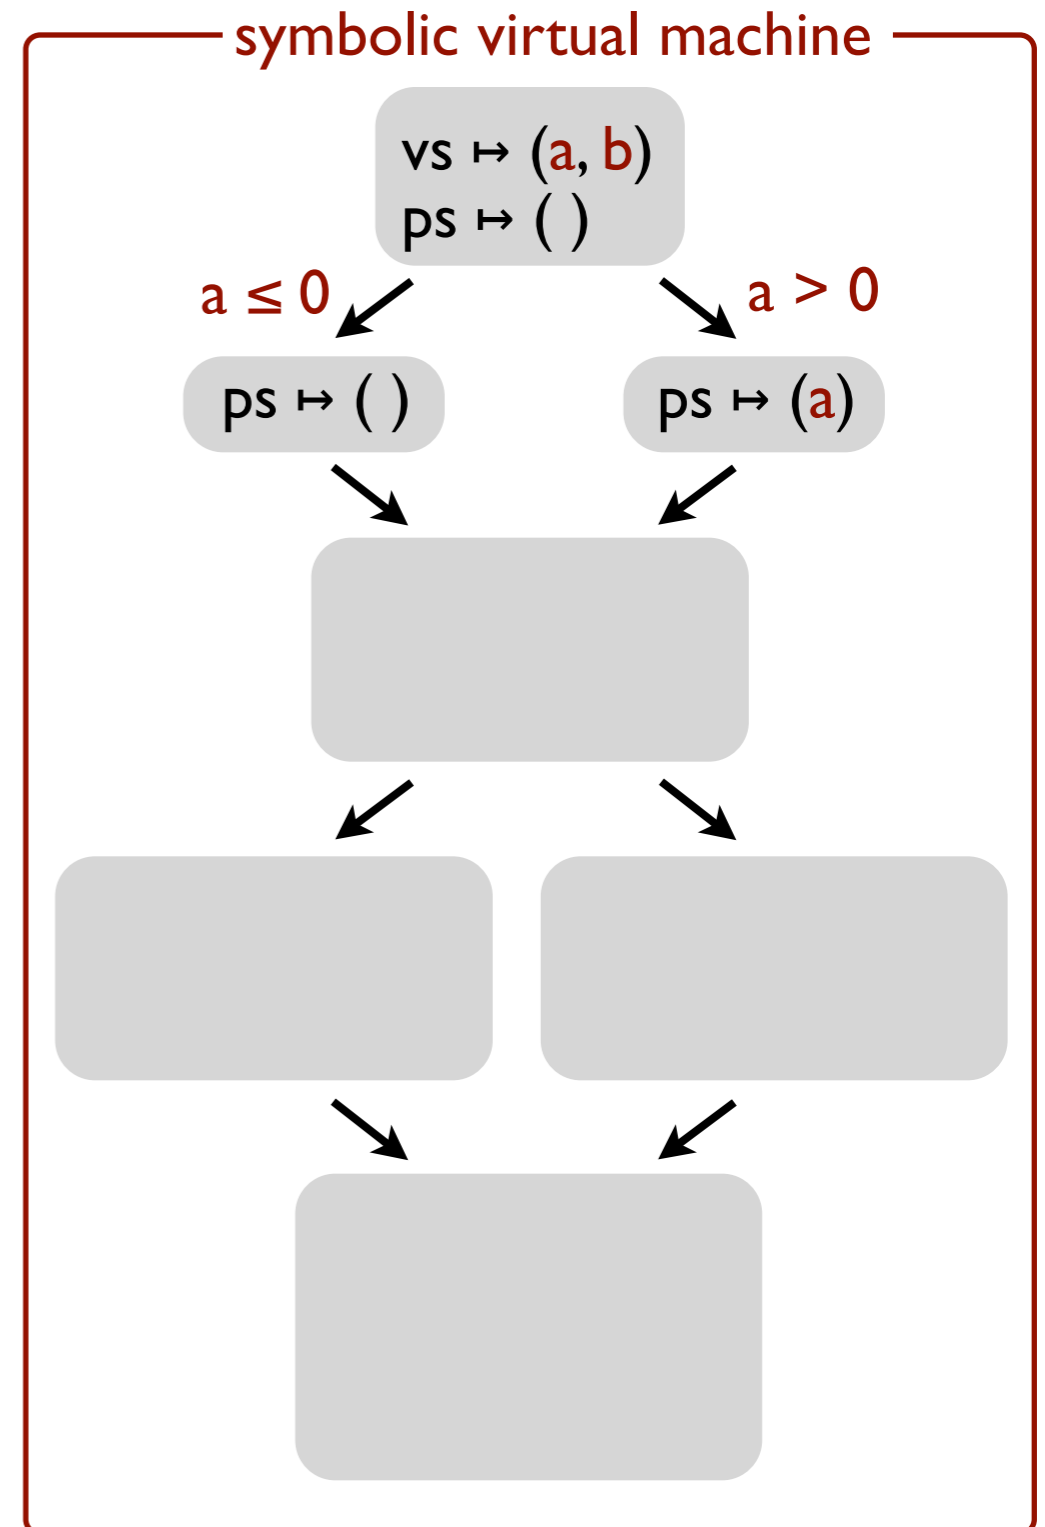 symbolic virtual machine
vs ↦ (a, b)
ps ↦ ( )
a ≤ 0
a > 0
ps ↦ ( )
ps ↦ (a)